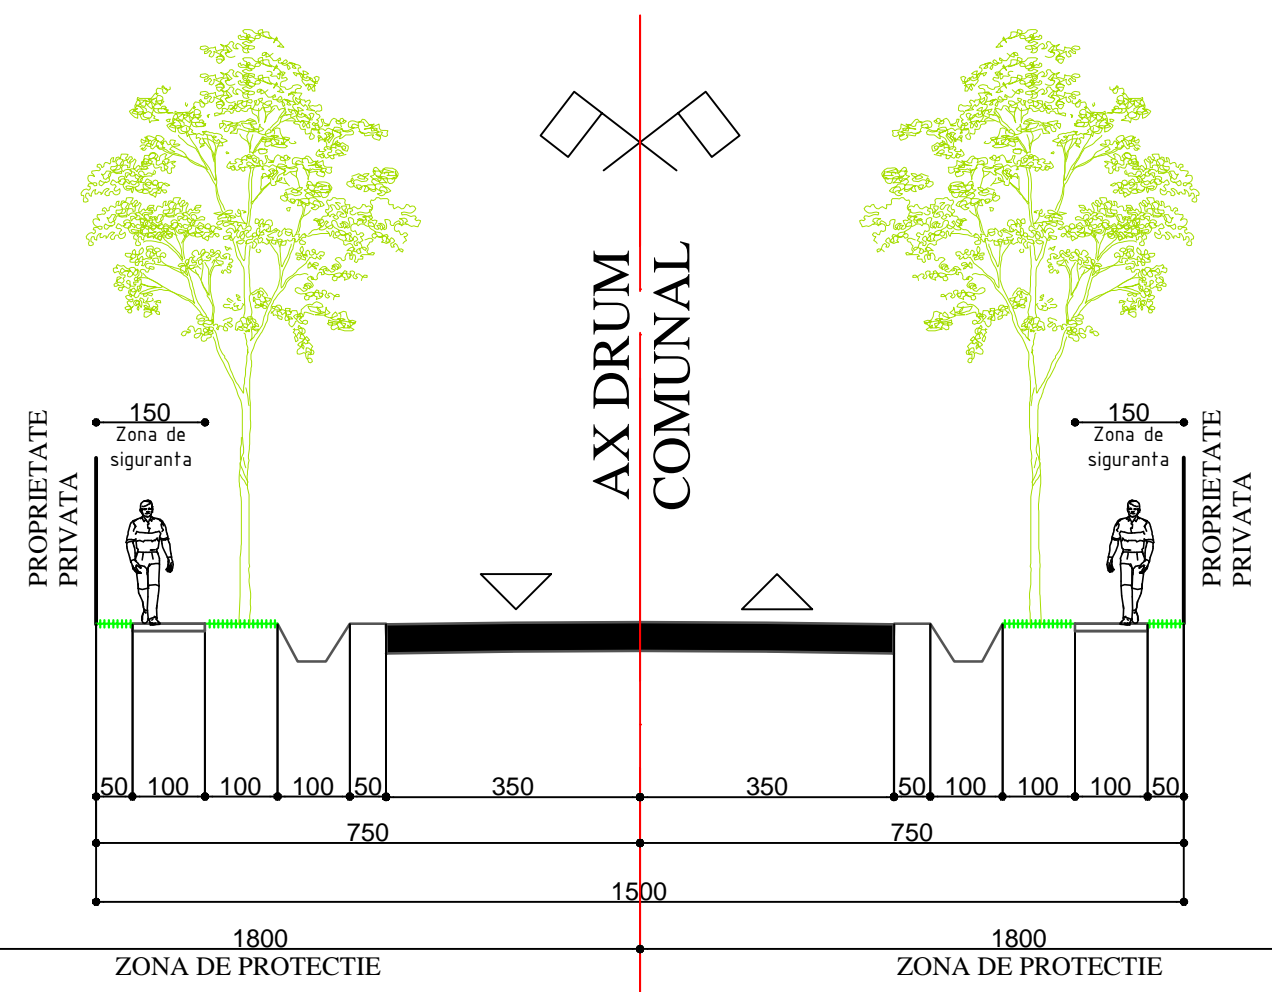 AX DRUM
COMUNAL
150
Zona de
siguranta
150
Zona de
siguranta
PROPRIETATE
PRIVATA
PROPRIETATE
PRIVATA
50 100 100 100 50 350 350 50 100 100 100 50
750 750
1500
1800 1800
ZONA DE PROTECTIE ZONA DE PROTECTIE